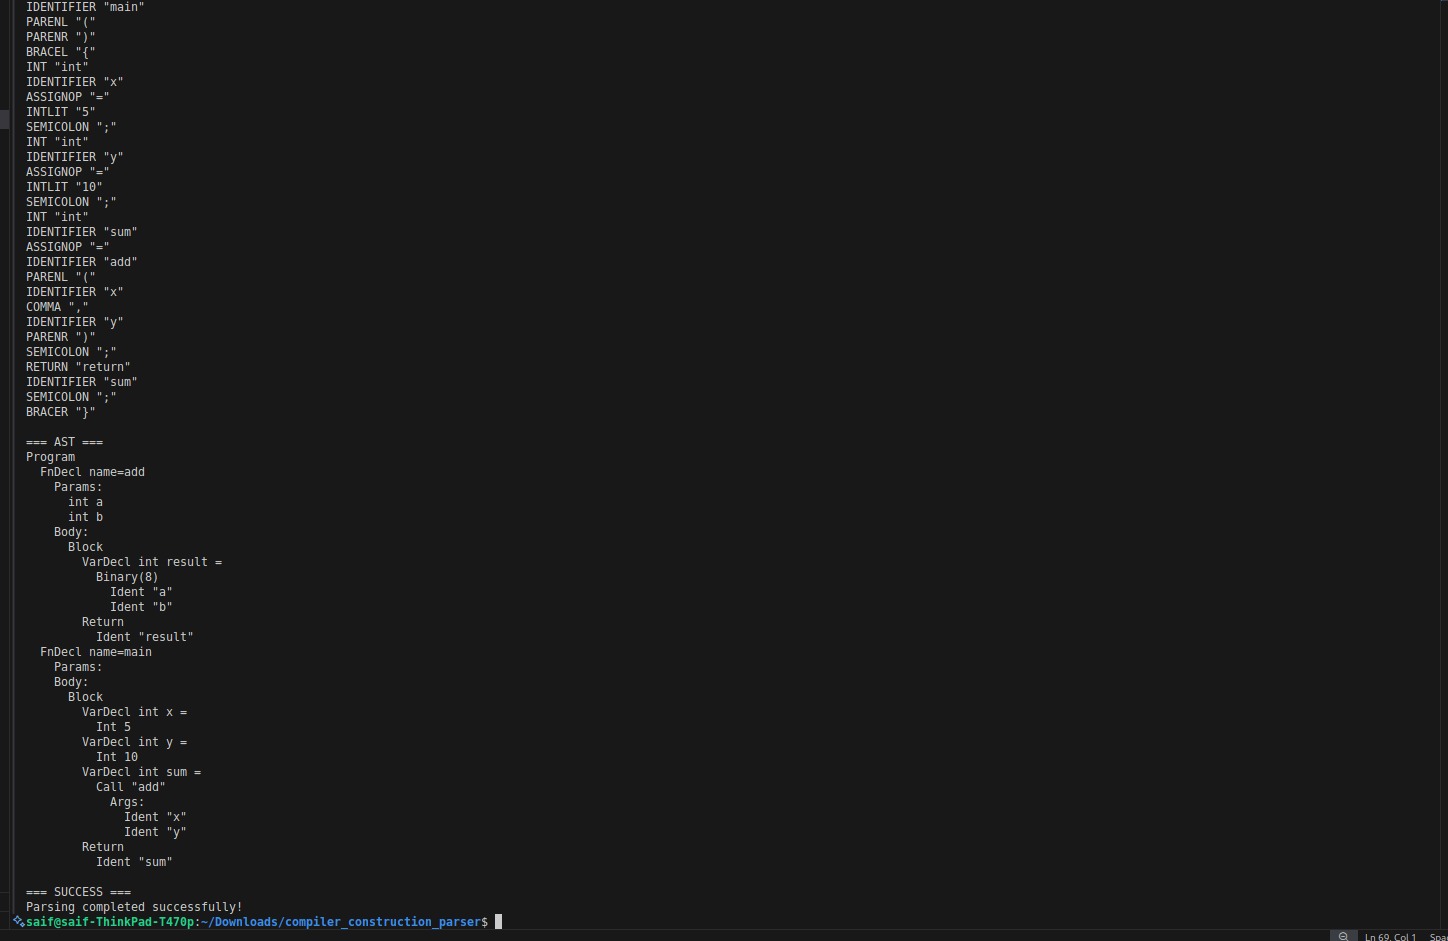 IDENTIFIER "main"
PARENL "("
PARENR ")"
BRACEL "{"
INT "int"
IDENTIFIER "x"
ASSIGNOP "="
INTLIT "5"
SEMICOLON ";"
INT "int"
IDENTIFIER "y"
ASSIGNOP "="
INTLIT "10"
SEMICOLON ";"
INT "int"
IDENTIFIER "sum"
ASSIGNOP "="
IDENTIFIER "add"
PARENL "("
IDENTIFIER "x"
COMMA ","
IDENTIFIER "y"
PARENR ")"
SEMICOLON ";"
RETURN "return"
IDENTIFIER "sum"
SEMICOLON ";"
BRACER "}"

=== AST ===
Program
  FnDecl name=add
    Params:
      int a
      int b
    Body:
      Block
        VarDecl int result =
          Binary(8)
            Ident "a"
            Ident "b"
        Return
          Ident "result"
  FnDecl name=main
    Params:
    Body:
      Block
        VarDecl int x =
          Int 5
        VarDecl int y =
          Int 10
        VarDecl int sum =
          Call "add"
            Args:
              Ident "x"
              Ident "y"
        Return
          Ident "sum"

=== SUCCESS ===
Parsing completed successfully!
saif@saif-ThinkPad-T470p:~/Downloads/compiler_construction_parser$
Ln 69, Col 1